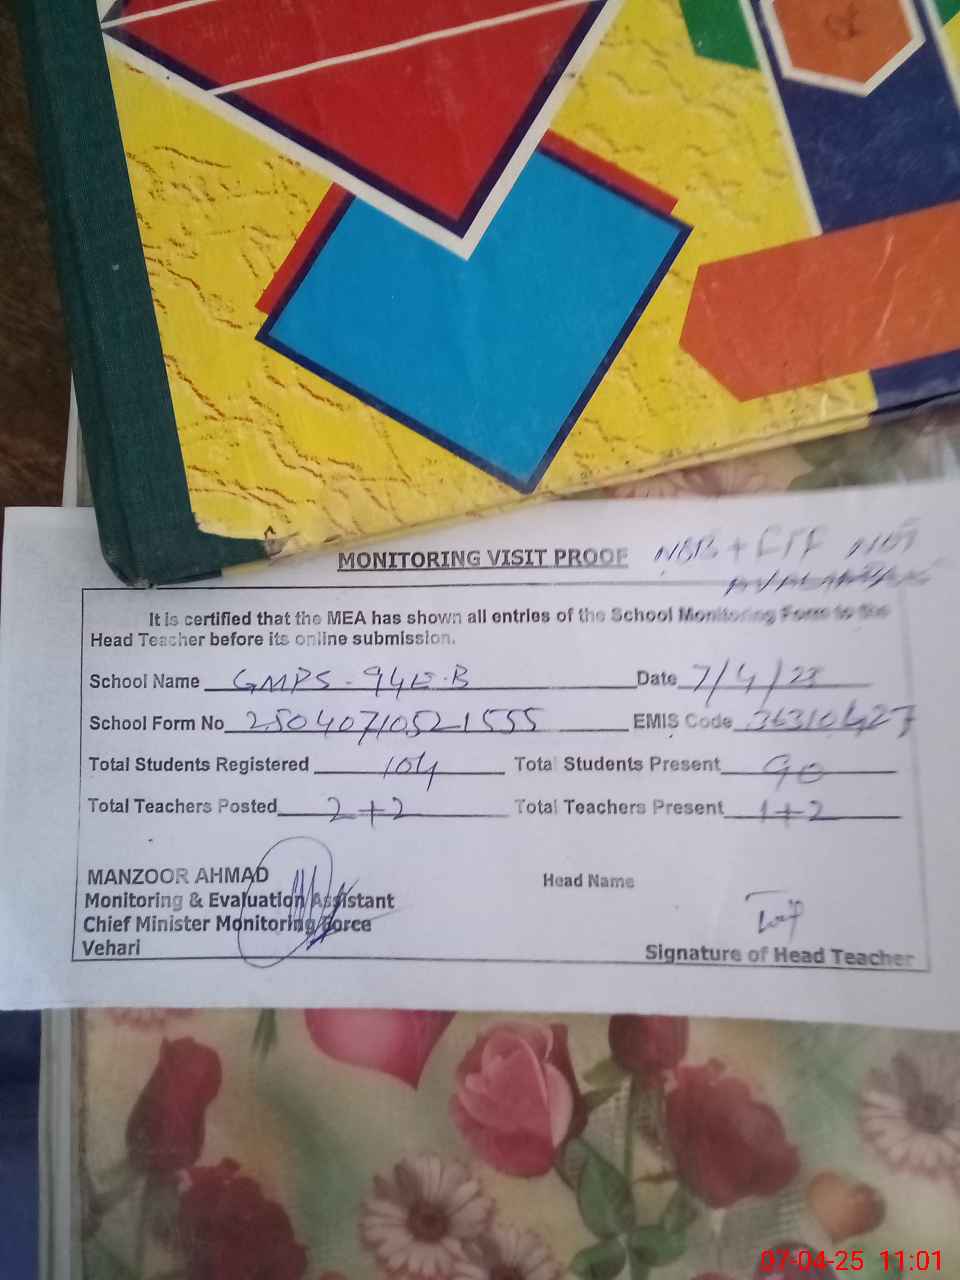 MONITORING VISIT PROOF NSB + FTF NOT
It is certified that the MEA has shown all entries of the School Monitoring Form to the
Head Teacher before its online submission.
School Name GMPS - 94E.B Date 7/4/25
School Form No 25040710521555 EMIS Code 36310427
Total Students Registered 104 Total Students Present 90
Total Teachers Posted 2+2 Total Teachers Present 1+2
MANZOOR AHMAD
Head Name
Monitoring & Evaluation Assistant
Chief Minister Monitoring Force
Vehari
Signature of Head Teacher
07-04-25 11:01